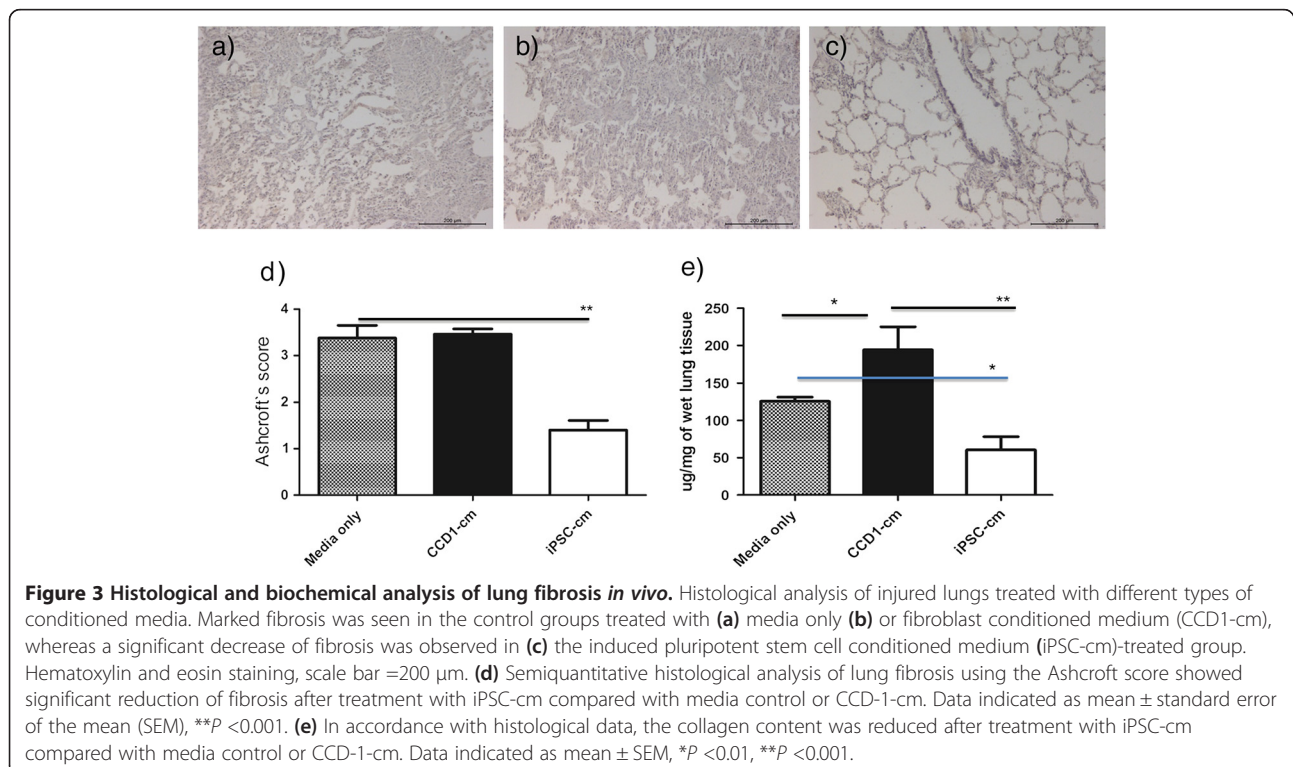 a)
b)
c)
200 µm
200 µm
200 µm
d)
4
3
2
1
0
Ashcroft`s score
**
Media only
CCD1-cm
iPSC-cm
e)
250
200
150
100
50
0
ug/mg of wet lung tissue
*
**
*
Media only
CCD1-cm
iPSC-cm
Figure 3 Histological and biochemical analysis of lung fibrosis in vivo. Histological analysis of injured lungs treated with different types of
conditioned media. Marked fibrosis was seen in the control groups treated with (a) media only (b) or fibroblast conditioned medium (CCD1-cm),
whereas a significant decrease of fibrosis was observed in (c) the induced pluripotent stem cell conditioned medium (iPSC-cm)-treated group.
Hematoxylin and eosin staining, scale bar =200 µm. (d) Semiquantitative histological analysis of lung fibrosis using the Ashcroft score showed
significant reduction of fibrosis after treatment with iPSC-cm compared with media control or CCD-1-cm. Data indicated as mean ± standard error
of the mean (SEM), **P <0.001. (e) In accordance with histological data, the collagen content was reduced after treatment with iPSC-cm
compared with media control or CCD-1-cm. Data indicated as mean ± SEM, *P <0.01, **P <0.001.